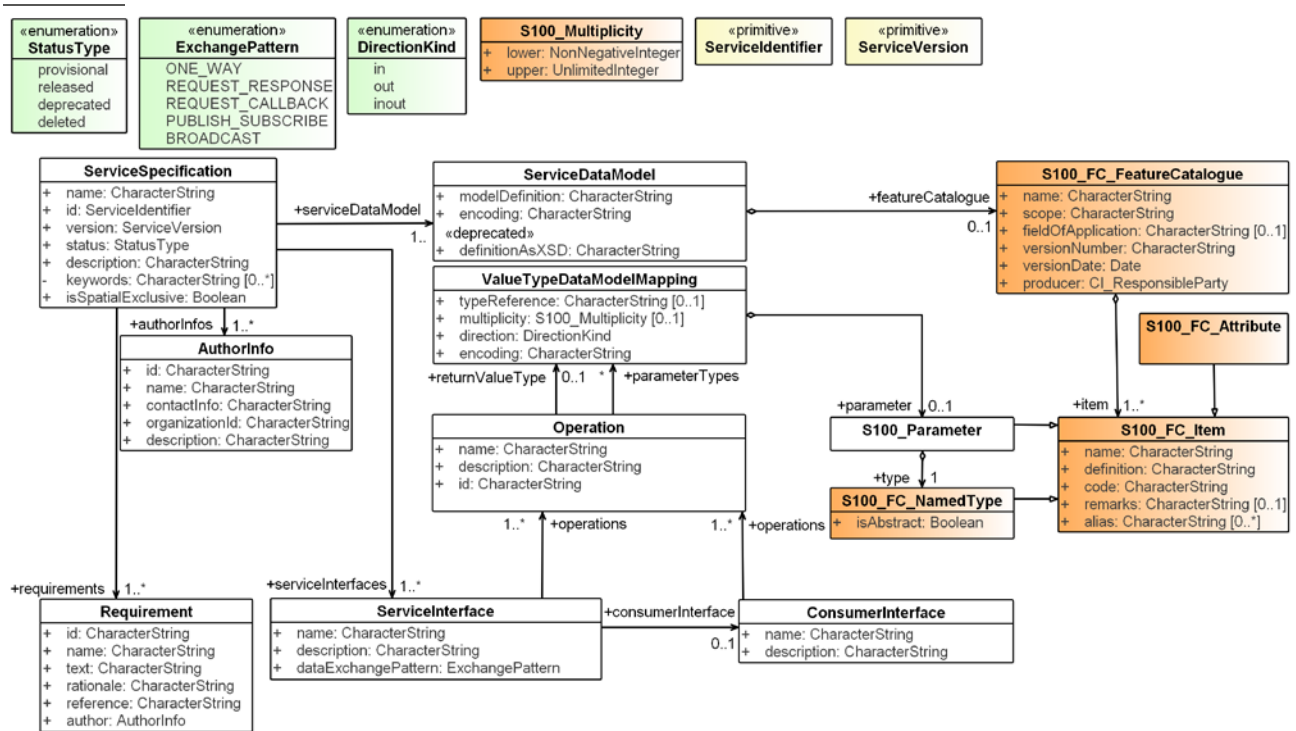 «enumeration»
StatusType
provisional
released
deprecated
deleted
«enumeration»
ExchangePattern
ONE_WAY
REQUEST_RESPONSE
REQUEST_CALLBACK
PUBLISH_SUBSCRIBE
BROADCAST
«enumeration»
DirectionKind
in
out
inout
S100_Multiplicity
+ lower: NonNegativeInteger
+ upper: UnlimitedInteger
«primitive»
ServiceIdentifier
«primitive»
ServiceVersion
ServiceSpecification
+ name: CharacterString
+ id: ServiceIdentifier
+ version: ServiceVersion
+ status: StatusType
+ description: CharacterString
- keywords: CharacterString [0..*]
+ isSpatialExclusive: Boolean
+serviceDataModel
1..
ServiceDataModel
+ modelDefinition: CharacterString
+ encoding: CharacterString
«deprecated»
+ definitionAsXSD: CharacterString
+featureCatalogue
0..1
S100_FC_FeatureCatalogue
+ name: CharacterString
+ scope: CharacterString
+ fieldOfApplication: CharacterString [0..1]
+ versionNumber: CharacterString
+ versionDate: Date
+ producer: CI_ResponsibleParty
ValueTypeDataModelMapping
+ typeReference: CharacterString [0..1]
+ multiplicity: S100_Multiplicity [0..1]
+ direction: DirectionKind
+ encoding: CharacterString
+authorInfos
1..*
AuthorInfo
+ id: CharacterString
+ name: CharacterString
+ contactInfo: CharacterString
+ organizationId: CharacterString
+ description: CharacterString
S100_FC_Attribute
+returnValueType
0..1
*
+parameterTypes
+parameter
0..1
+item
1..*
Operation
+ name: CharacterString
+ description: CharacterString
+ id: CharacterString
S100_Parameter
S100_FC_Item
+ name: CharacterString
+ definition: CharacterString
+ code: CharacterString
+ remarks: CharacterString [0..1]
+ alias: CharacterString [0..*]
+type
1
S100_FC_NamedType
+ isAbstract: Boolean
1..*
+operations
1..*
+operations
+requirements
1..*
+serviceInterfaces
1..*
Requirement
+ id: CharacterString
+ name: CharacterString
+ text: CharacterString
+ rationale: CharacterString
+ reference: CharacterString
+ author: AuthorInfo
ServiceInterface
+ name: CharacterString
+ description: CharacterString
+ dataExchangePattern: ExchangePattern
+consumerInterface
0..1
ConsumerInterface
+ name: CharacterString
+ description: CharacterString